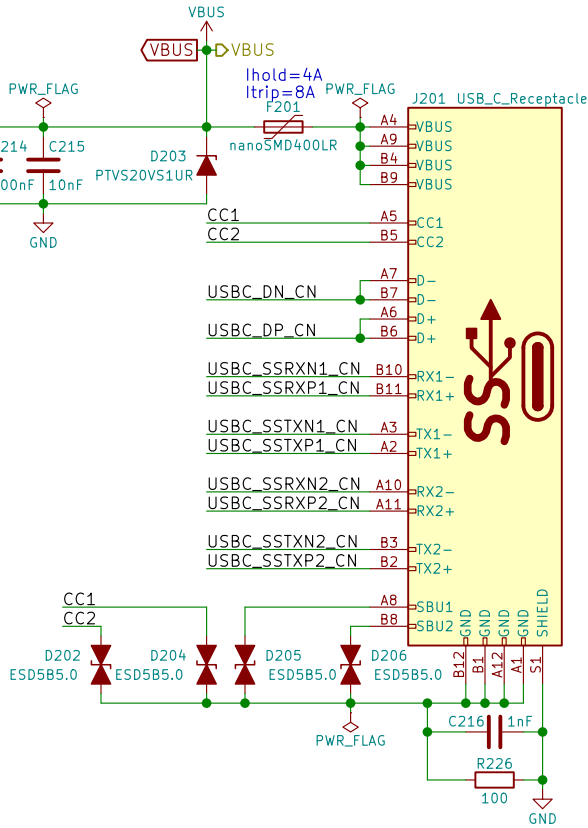 VBUS
VBUS
VBUS
Ihold=4A
Itrip=8A
PWR_FLAG
PWR_FLAG
F201
nanoSMD400LR
J201 USB_C_Receptacle
214
00nF
C215
10nF
D203
PTVS20VS1UR
GND
A4 VBUS
A9 VBUS
B4 VBUS
B9 VBUS
CC1 A5 CC1
CC2 B5 CC2
A7 D-
USBC_DN_CN B7 D-
A6 D+
USBC_DP_CN B6 D+
USBC_SSRXN1_CN B10 RX1-
USBC_SSRXP1_CN B11 RX1+
USBC_SSTXN1_CN A3 TX1-
USBC_SSTXP1_CN A2 TX1+
USBC_SSRXN2_CN A10 RX2-
USBC_SSRXP2_CN A11 RX2+
USBC_SSTXN2_CN B3 TX2-
USBC_SSTXP2_CN B2 TX2+
SS
CC1
CC2
A8 SBU1
B8 SBU2
GND GND GND GND SHIELD
B12 B1 A12 A1 S1
D202
ESD5B5.0
D204
ESD5B5.0
D205
ESD5B5.0
D206
ESD5B5.0
PWR_FLAG
C216 1nF
R226
100
GND